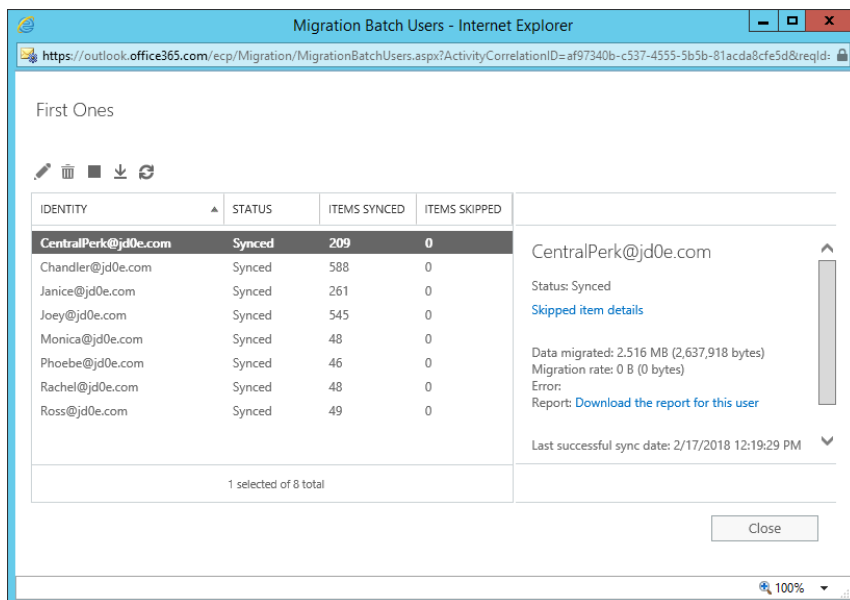 Migration Batch Users - Internet Explorer
https://outlook.office365.com/ecp/Migration/MigrationBatchUsers.aspx?ActivityCorrelationID=af97340b-c537-4555-5b5b-81acda8cfe5d&reqId=
First Ones
IDENTITY STATUS ITEMS SYNCED ITEMS SKIPPED
CentralPerk@jd0e.com Synced 209 0
Chandler@jd0e.com Synced 588 0
Janice@jd0e.com Synced 261 0
Joey@jd0e.com Synced 545 0
Monica@jd0e.com Synced 48 0
Phoebe@jd0e.com Synced 46 0
Rachel@jd0e.com Synced 48 0
Ross@jd0e.com Synced 49 0
1 selected of 8 total
CentralPerk@jd0e.com
Status: Synced
Skipped item details
Data migrated: 2.516 MB (2,637,918 bytes)
Migration rate: 0 B (0 bytes)
Error:
Report: Download the report for this user
Last successful sync date: 2/17/2018 12:19:29 PM
Close
100%